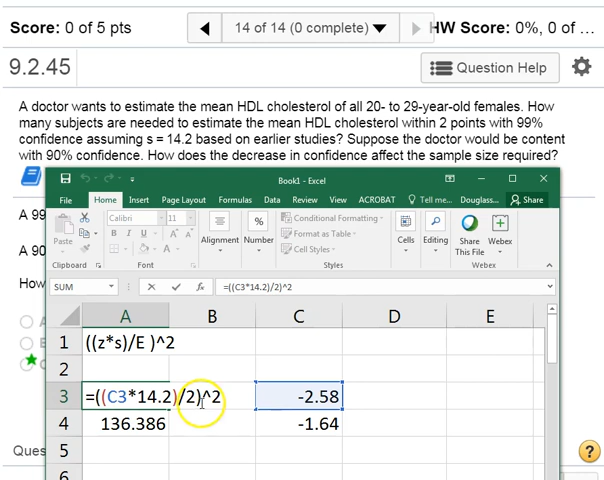 Score: 0 of 5 pts
14 of 14 (0 complete)
HW Score: 0%, 0 of ...
9.2.45
Question Help
A doctor wants to estimate the mean HDL cholesterol of all 20- to 29-year-old females. How
many subjects are needed to estimate the mean HDL cholesterol within 2 points with 99%
confidence assuming s = 14.2 based on earlier studies? Suppose the doctor would be content
with 90% confidence. How does the decrease in confidence affect the sample size required?
A 99
A 90
How
Ques
?
Book1 - Excel
File Home Insert Page Layout Formulas Data Review View ACROBAT Tell me... Douglass... Share
Paste
Clipboard
Calibri 11
B I U A A
Font
Alignment
%
Number
Conditional Formatting
Format as Table
Cell Styles
Styles
Cells
Editing
Share
This File
Webex
Webex
SUM fx =((C3*14.2)/2)^2
A B C D E
1 ((z*s)/E )^2
2
3 =((C3*14.2)/2)^2 -2.58
4 136.386 -1.64
5
6